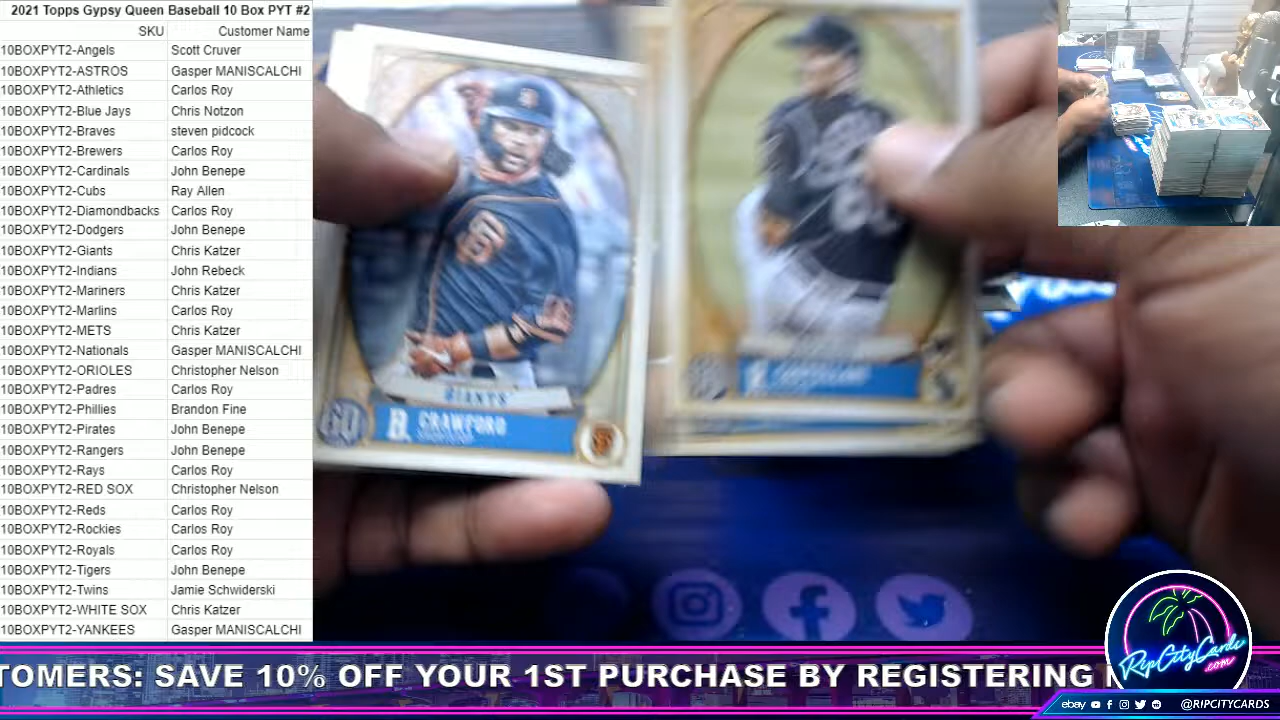 2021 Topps Gypsy Queen Baseball 10 Box PYT #2
SKU Customer Name
10BOXPYT2-Angels Scott Cruver
10BOXPYT2-ASTROS Gasper MANISCALCHI
10BOXPYT2-Athletics Carlos Roy
10BOXPYT2-Blue Jays Chris Notzon
10BOXPYT2-Braves steven pidcock
10BOXPYT2-Brewers Carlos Roy
10BOXPYT2-Cardinals John Benepe
10BOXPYT2-Cubs Ray Allen
10BOXPYT2-Diamondbacks Carlos Roy
10BOXPYT2-Dodgers John Benepe
10BOXPYT2-Giants Chris Katzer
10BOXPYT2-Indians John Rebeck
10BOXPYT2-Mariners Chris Katzer
10BOXPYT2-Marlins Carlos Roy
10BOXPYT2-METS Chris Katzer
10BOXPYT2-Nationals Gasper MANISCALCHI
10BOXPYT2-ORIOLES Christopher Nelson
10BOXPYT2-Padres Carlos Roy
10BOXPYT2-Phillies Brandon Fine
10BOXPYT2-Pirates John Benepe
10BOXPYT2-Rangers John Benepe
10BOXPYT2-Rays Carlos Roy
10BOXPYT2-RED SOX Christopher Nelson
10BOXPYT2-Reds Carlos Roy
10BOXPYT2-Rockies Carlos Roy
10BOXPYT2-Royals Carlos Roy
10BOXPYT2-Tigers John Benepe
10BOXPYT2-Twins Jamie Schwiderski
10BOXPYT2-WHITE SOX Chris Katzer
10BOXPYT2-YANKEES Gasper MANISCALCHI
GIANTS
GQ B. CRAWFORD
TOMERS: SAVE 10% OFF YOUR 1ST PURCHASE BY REGISTERING
RipCityCards
.com
ebay @RIPCITYCARDS